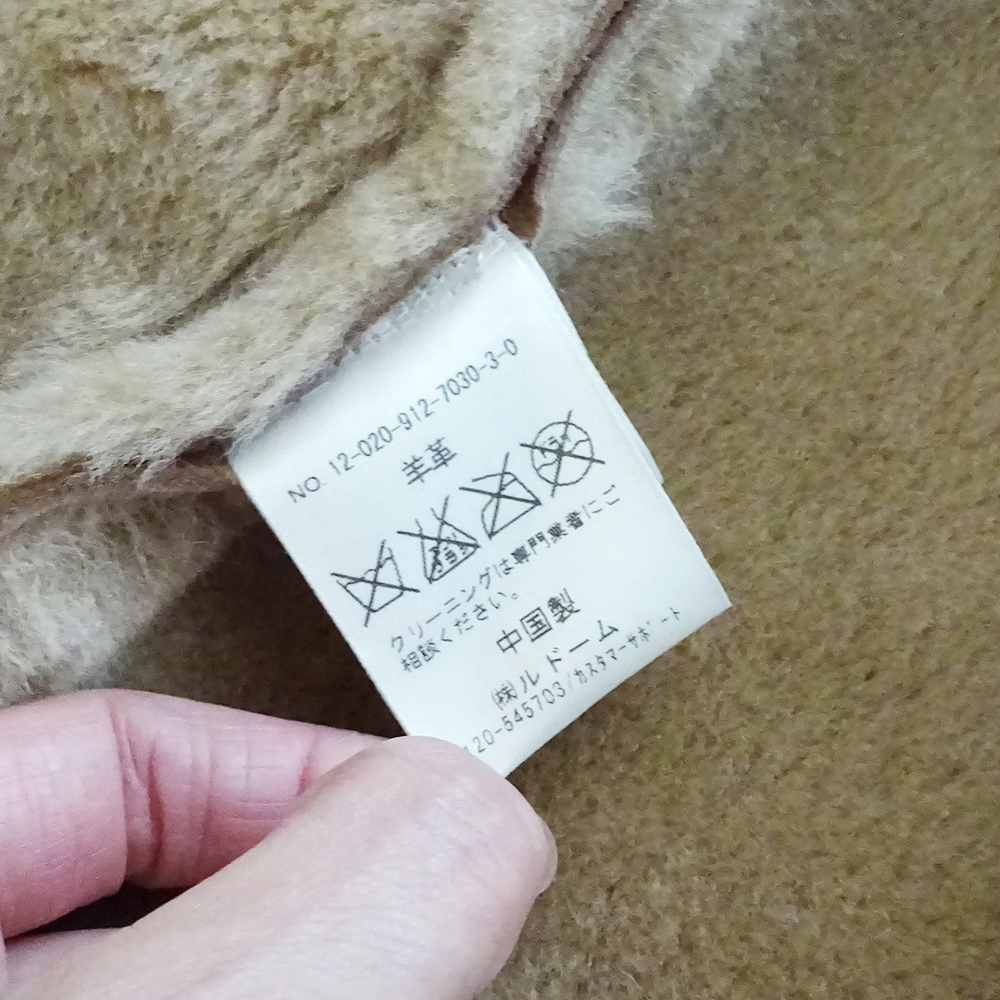 NO. 12-020-912-7030-3-0
羊革
クリーニングは専門業者にご
相談ください。
中国製
㈱ルドーム
20-545703/カスタマーサポート